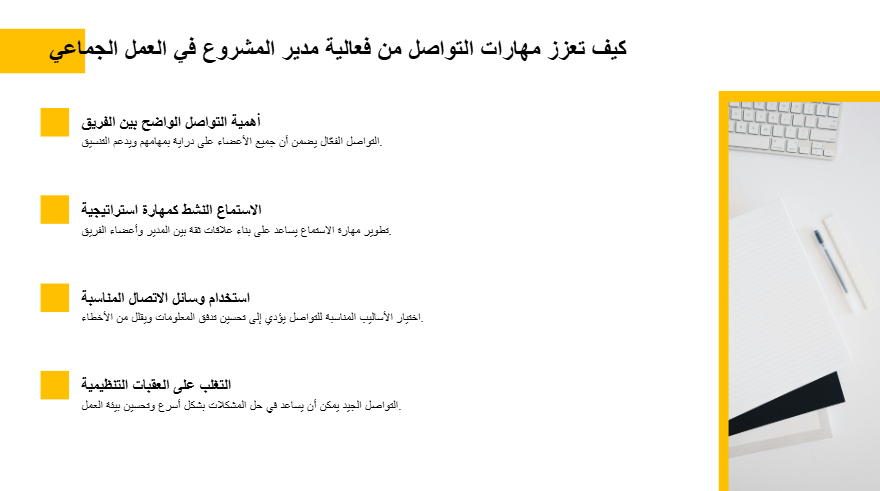 كيف تعزز مهارات التواصل من فعالية مدير المشروع في العمل الجماعي
أهمية التواصل الواضح بين الفريق
التواصل الفعّال يضمن أن جميع الأعضاء على دراية بمهامهم ويدعم التنسيق.
الاستماع النشط كمهارة استراتيجية
تطوير مهارة الاستماع يساعد على بناء علاقات ثقة بين المدير وأعضاء الفريق.
استخدام وسائل الاتصال المناسبة
اختيار الأساليب المناسبة للتواصل يؤدي إلى تحسين تدفق المعلومات ويقلل من الأخطاء.
التغلب على العقبات التنظيمية
التواصل الجيد يمكن أن يساعد في حل المشكلات بشكل أسرع وتحسين بيئة العمل.